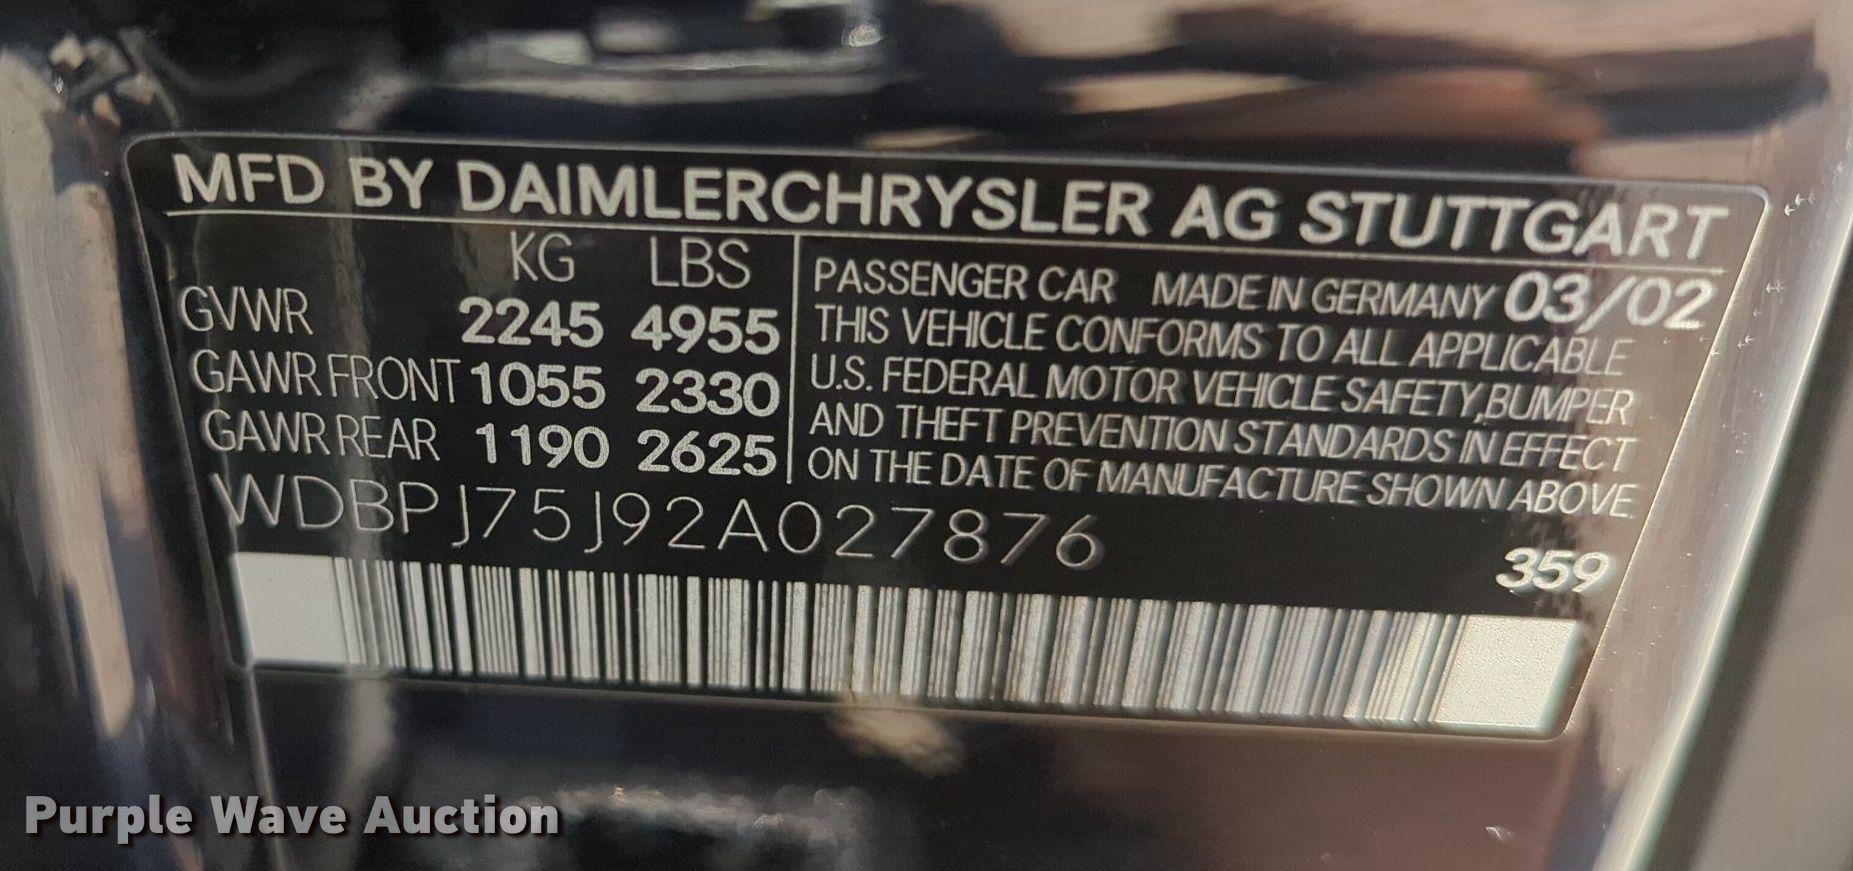 MFD BY DAIMLERCHRYSLER AG STUTTGART
KG LBS
GVWR 2245 4955
GAWR FRONT 1055 2330
GAWR REAR 1190 2625
PASSENGER CAR MADE IN GERMANY 03/02
THIS VEHICLE CONFORMS TO ALL APPLICABLE
U.S. FEDERAL MOTOR VEHICLE SAFETY,BUMPER
AND THEFT PREVENTION STANDARDS IN EFFECT
ON THE DATE OF MANUFACTURE SHOWN ABOVE
WDBPJ75J92A027876
359
Purple Wave Auction